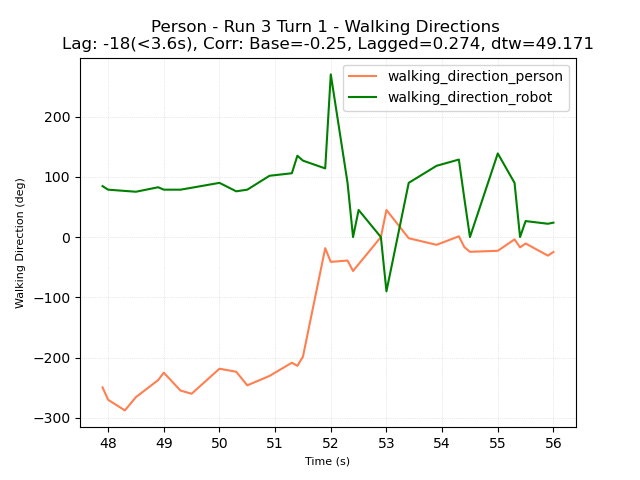 Person - Run 3 Turn 1 - Walking Directions
Lag: -18(<3.6s), Corr: Base=-0.25, Lagged=0.274, dtw=49.171
walking_direction_person
walking_direction_robot
200
100
0
−100
−200
−300
Walking Direction (deg)
48 49 50 51 52 53 54 55 56
Time (s)